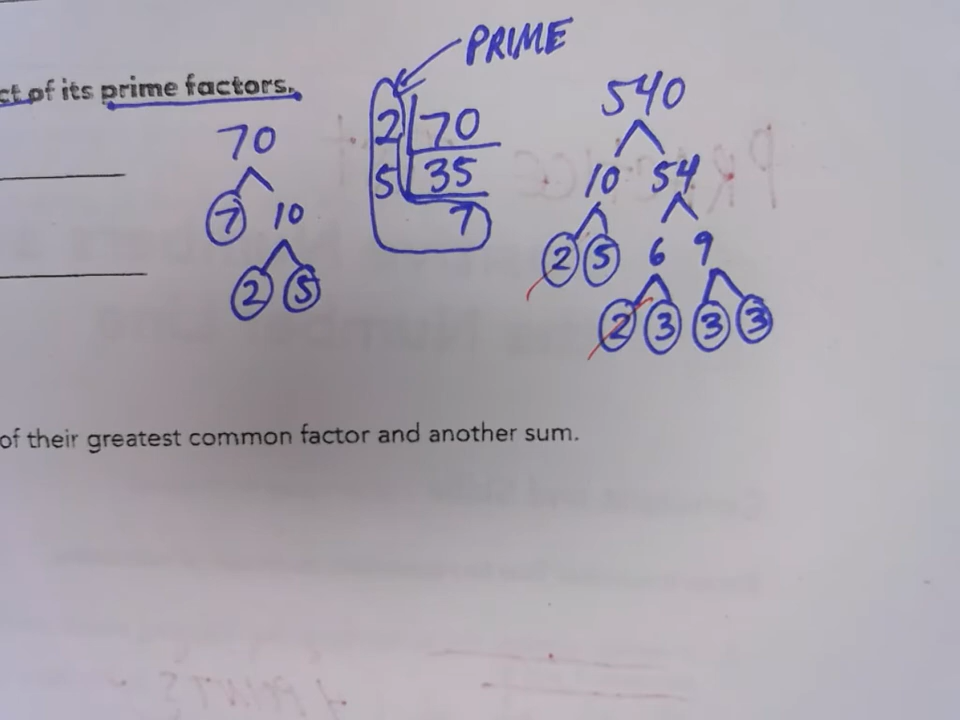 PRIME
ct of its prime factors.
70
7 10
2 5
2 70
5 35
7
540
10 54
2 5 6 9
2 3 3 3
of their greatest common factor and another sum.